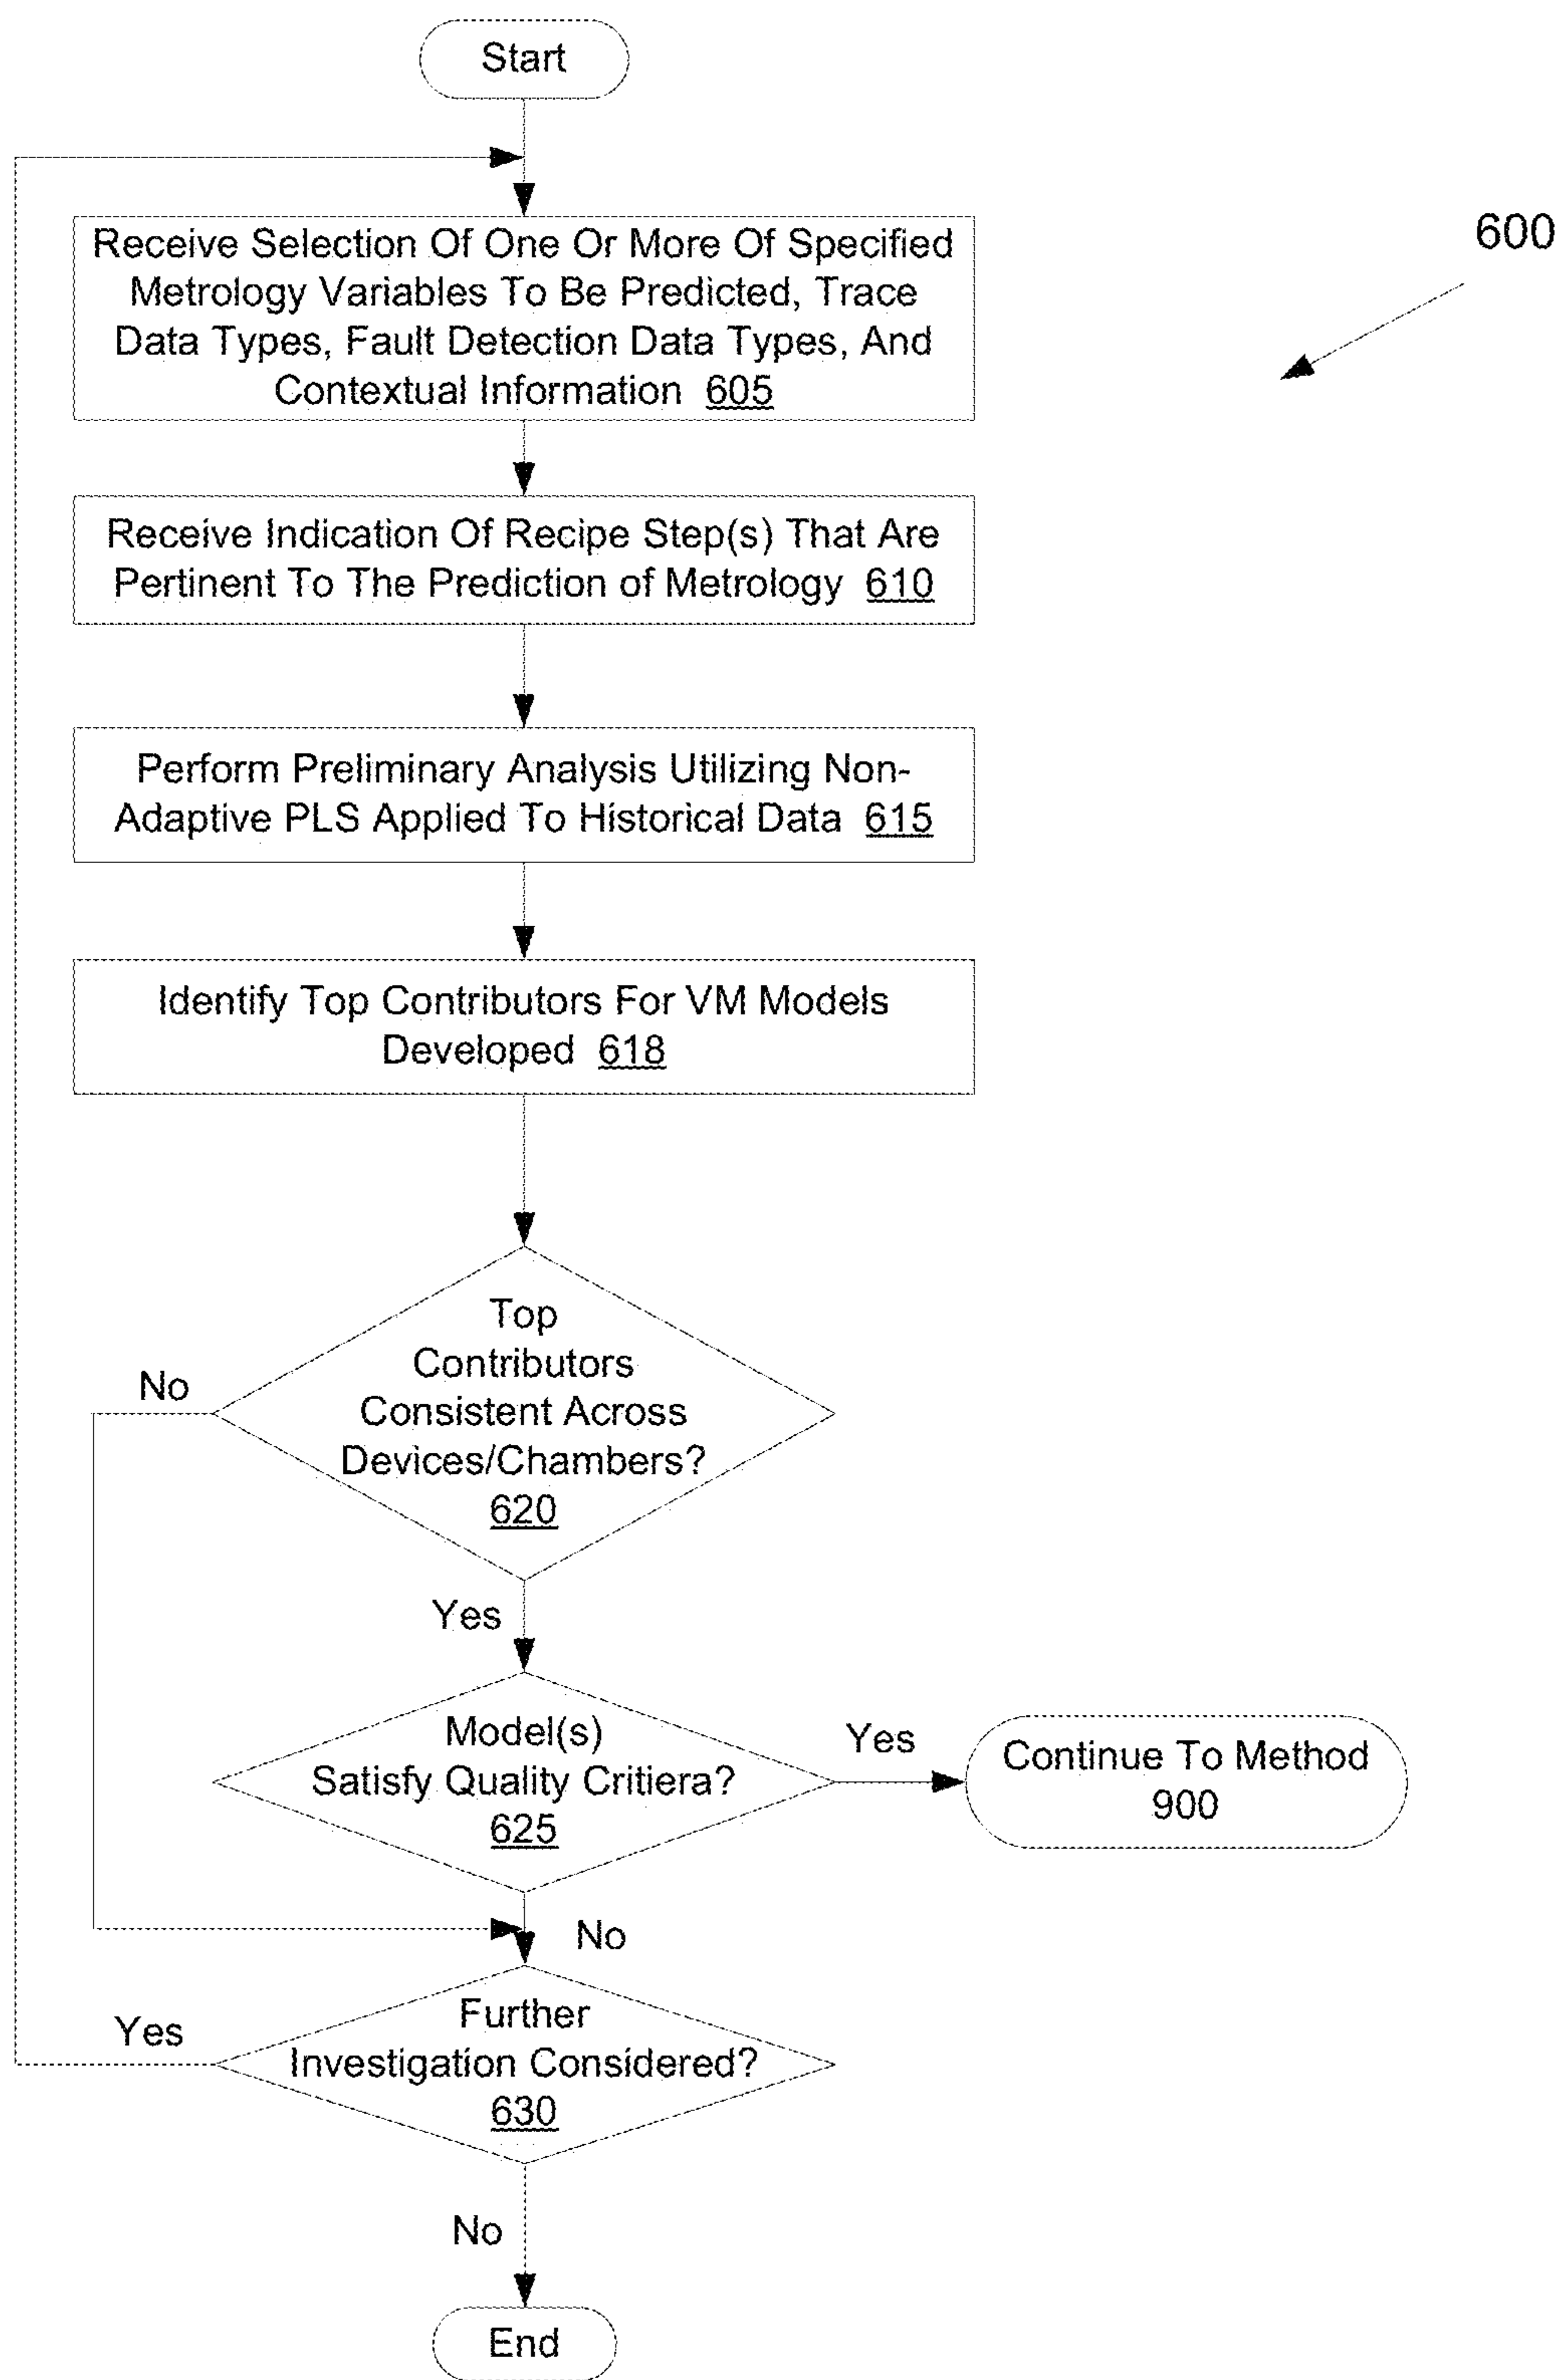 Start
600
Receive Selection Of One Or More Of Specified
Metrology Variables To Be Predicted, Trace
Data Types, Fault Detection Data Types, And
Contextual Information 605
Receive Indication Of Recipe Step(s) That Are
Pertinent To The Prediction of Metrology 610
Perform Preliminary Analysis Utilizing Non-
Adaptive PLS Applied To Historical Data 615
Identify Top Contributors For VM Models
Developed 618
Top
Contributors
Consistent Across
Devices/Chambers?
620
No
Yes
Model(s)
Satisfy Quality Critiera?
625
Yes
Continue To Method
900
No
Further
Investigation Considered?
630
Yes
No
End